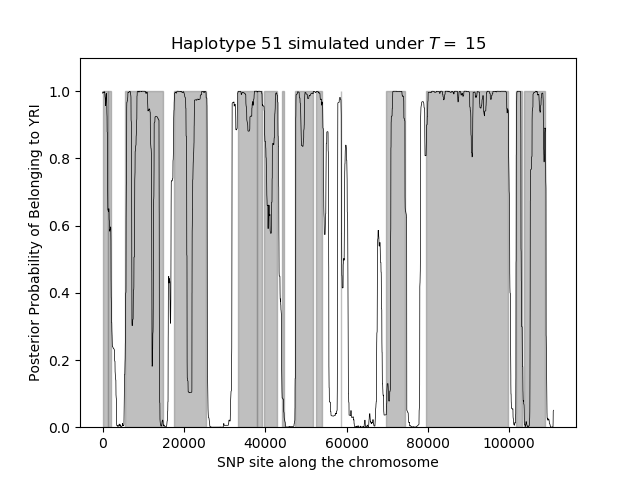 Haplotype 51 simulated under T = 15
Posterior Probability of Belonging to YRI
1.0
0.8
0.6
0.4
0.2
0.0
0 20000 40000 60000 80000 100000
SNP site along the chromosome